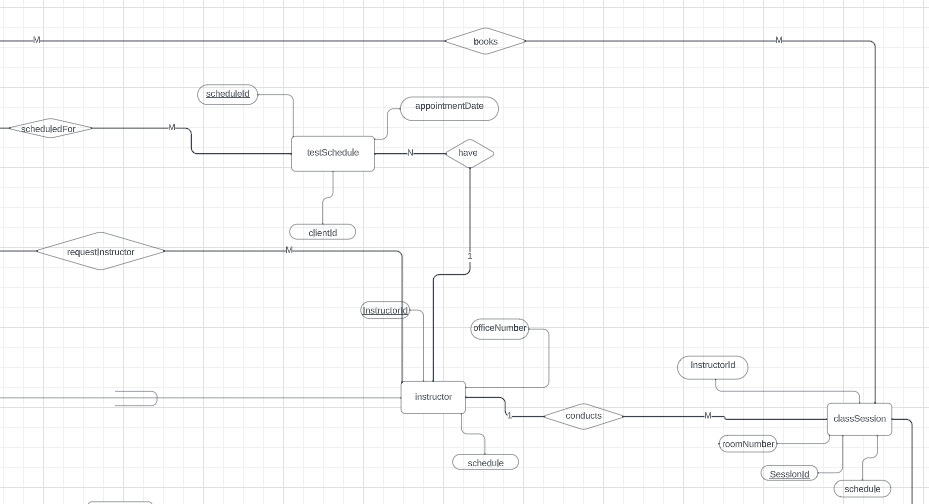 M
books
M
scheduleId
appointmentDate
scheduledFor
M
testSchedule
N
have
clientId
requestInstructor
M
1
InstructorId
officeNumber
InstructorId
instructor
1
conducts
M
classSession
roomNumber
schedule
SessionId
schedule